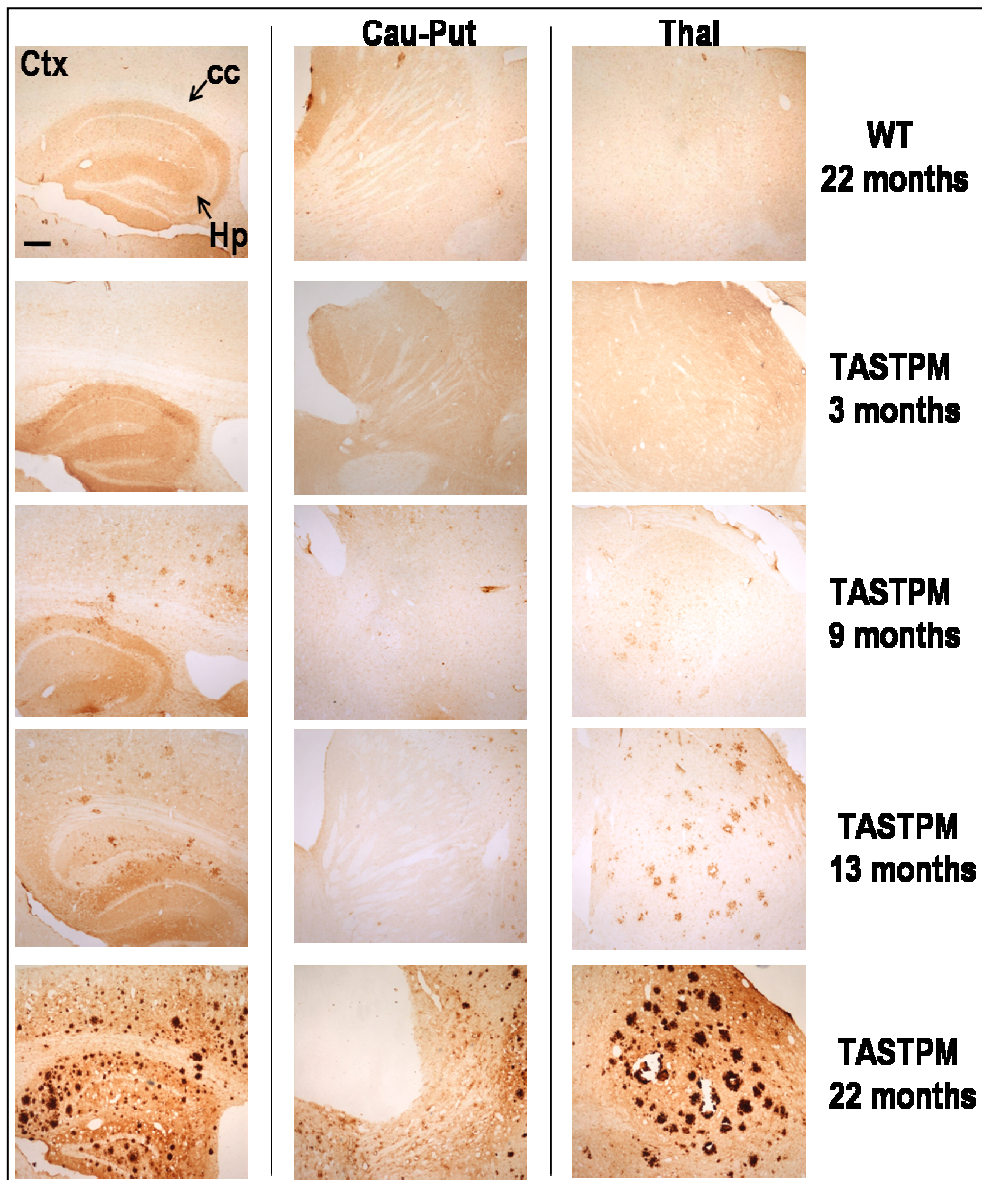 Cau-Put
Thal
Ctx
cc
Hp
WT
22 months
TASTPM
3 months
TASTPM
9 months
TASTPM
13 months
TASTPM
22 months